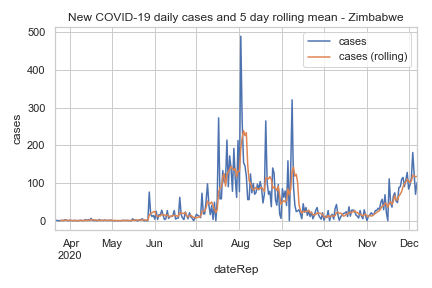 New COVID-19 daily cases and 5 day rolling mean - Zimbabwe
cases
cases (rolling)
500
400
300
200
100
0
cases
Apr
2020
May
Jun
Jul
Aug
Sep
Oct
Nov
Dec
dateRep